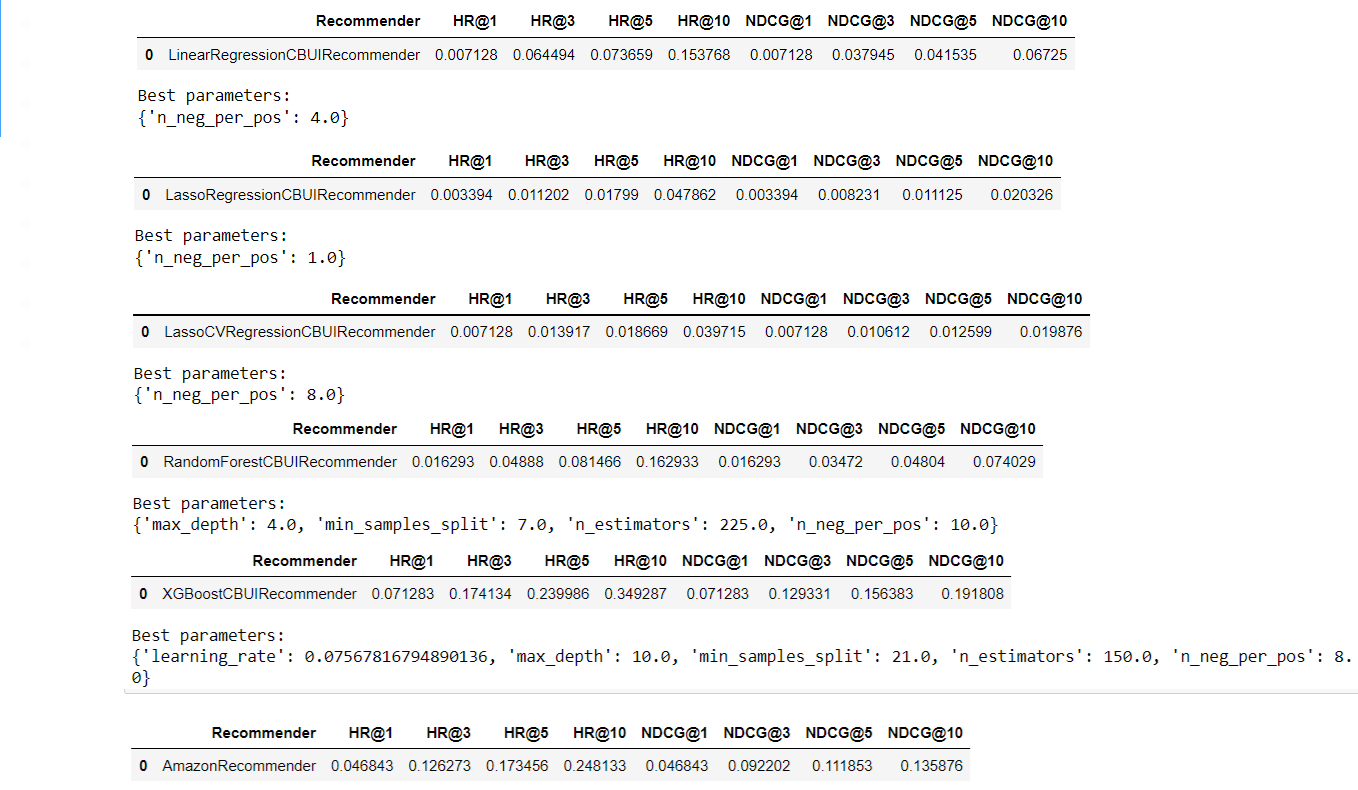 Recommender HR@1 HR@3 HR@5 HR@10 NDCG@1 NDCG@3 NDCG@5 NDCG@10
0 LinearRegressionCBUIRecommender 0.007128 0.064494 0.073659 0.153768 0.007128 0.037945 0.041535 0.06725
Best parameters:
{'n_neg_per_pos': 4.0}
Recommender HR@1 HR@3 HR@5 HR@10 NDCG@1 NDCG@3 NDCG@5 NDCG@10
0 LassoRegressionCBUIRecommender 0.003394 0.011202 0.01799 0.047862 0.003394 0.008231 0.011125 0.020326
Best parameters:
{'n_neg_per_pos': 1.0}
Recommender HR@1 HR@3 HR@5 HR@10 NDCG@1 NDCG@3 NDCG@5 NDCG@10
0 LassoCVRegressionCBUIRecommender 0.007128 0.013917 0.018669 0.039715 0.007128 0.010612 0.012599 0.019876
Best parameters:
{'n_neg_per_pos': 8.0}
Recommender HR@1 HR@3 HR@5 HR@10 NDCG@1 NDCG@3 NDCG@5 NDCG@10
0 RandomForestCBUIRecommender 0.016293 0.04888 0.081466 0.162933 0.016293 0.03472 0.04804 0.074029
Best parameters:
{'max_depth': 4.0, 'min_samples_split': 7.0, 'n_estimators': 225.0, 'n_neg_per_pos': 10.0}
Recommender HR@1 HR@3 HR@5 HR@10 NDCG@1 NDCG@3 NDCG@5 NDCG@10
0 XGBoostCBUIRecommender 0.071283 0.174134 0.239986 0.349287 0.071283 0.129331 0.156383 0.191808
Best parameters:
{'learning_rate': 0.07567816794890136, 'max_depth': 10.0, 'min_samples_split': 21.0, 'n_estimators': 150.0, 'n_neg_per_pos': 8.
0}
Recommender HR@1 HR@3 HR@5 HR@10 NDCG@1 NDCG@3 NDCG@5 NDCG@10
0 AmazonRecommender 0.046843 0.126273 0.173456 0.248133 0.046843 0.092202 0.111853 0.135876